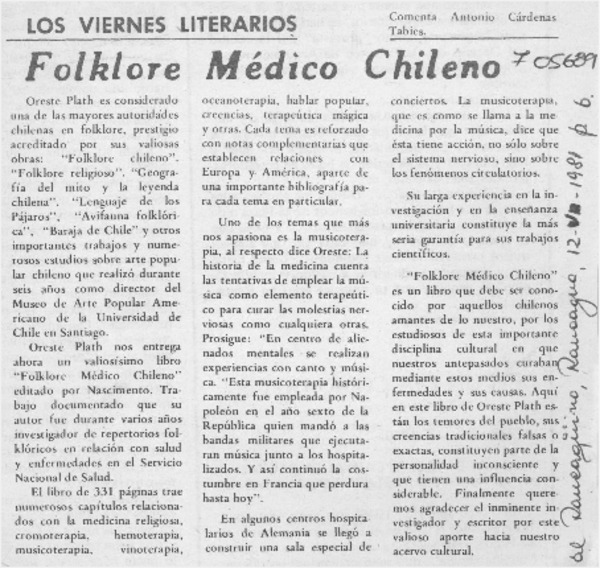 LOS VIERNES LITERARIOS
Comenta Antonio Cárdenas
Tabies.
Folklore Médico Chileno
705689
Oreste Plath es considerado
una de las mayores autoridades
chilenas en folklore, prestigio
acreditado por sus valiosas
obras: "Folklore chileno".
"Folklore religioso". "Geogra-
fía del mito y la leyenda
chilena". "Lenguaje de los
Pájaros", "Avifauna folklóri-
ca", "Baraja de Chile" y otros
importantes trabajos y nume-
rosos estudios sobre arte popu-
lar chileno que realizó durante
seis años como director del
Museo de Arte Popular Ame-
ricano de la Universidad de
Chile en Santiago.
Oreste Plath nos entrega
ahora un valiosísimo libro
"Folklore Médico Chileno"
editado por Nascimento. Tra-
bajo documentado que su
autor fue durante varios años
investigador de repertorios fol-
klóricos en relación con salud
y enfermedades en el Servicio
Nacional de Salud.
El libro de 331 páginas trae
numerosos capítulos relaciona-
dos con la medicina religiosa,
cromoterapia, hemoterapia,
musicoterapia, vinoterapia,
oceanoterapia, hablar popular,
creencias, terapeútica mágica
y otras. Cada tema es reforzado
con notas complementarias que
establecen relaciones con
Europa y América, aparte de
una importante bibliografía pa-
ra cada tema en particular.
Uno de los temas que más
nos apasiona es la musicotera-
pia, al respecto dice Oreste: La
historia de la medicina cuenta
las tentativas de emplear la mú-
sica como elemento terapeúti-
co para curar las molestias ner-
viosas como cualquiera otras.
Prosigue: "En centro de alie-
nados mentales se realizan
experiencias con canto y músi-
ca. "Esta musicoterapia históri-
camente fue empleada por Na-
poleón en el año sexto de la
República quien mandó a las
bandas militares que ejecuta-
ran música junto a los hospita-
lizados. Y así continuó la cos-
tumbre en Francia que perdura
hasta hoy".
En algunos centros hospita-
larios de Alemania se llegó a
construir una sala especial de
conciertos. La musicoterapia,
que es como se llama a la me-
dicina por la música, dice que
ésta tiene acción, no sólo sobre
el sistema nervioso, sino sobre
los fenómenos circulatorios.
Su larga experiencia en la in-
vestigación y en la enseñanza
universitaria constituye la más
seria garantía para sus trabajos
científicos.
"Folklore Médico Chileno"
es un libro que debe ser cono-
cido por aquellos chilenos
amantes de lo nuestro, por los
estudiosos de esta importante
disciplina cultural en que
nuestros antepasados curaban
mediante estos medios sus en-
fermedades y sus causas. Aquí
en este libro de Oreste Plath es-
tán los temores del pueblo, sus
creencias tradicionales falsas o
exactas, constituyen parte de la
personalidad inconsciente y
que tienen una influencia con-
siderable. Finalmente quere-
mos agradecer el inminente in-
vestigador y escritor por este
valioso aporte hacia nuestro
acervo cultural.
el Rancagüino, Rancagua, 12-VIII-1981 p. 6.